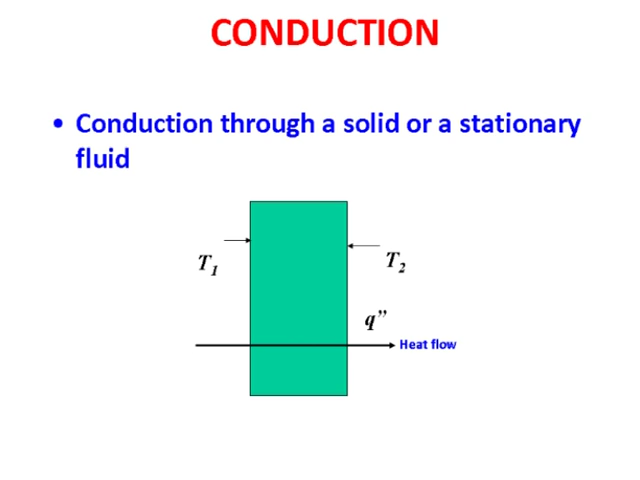 CONDUCTION
• Conduction through a solid or a stationary
fluid
T1
T2
q”
Heat flow